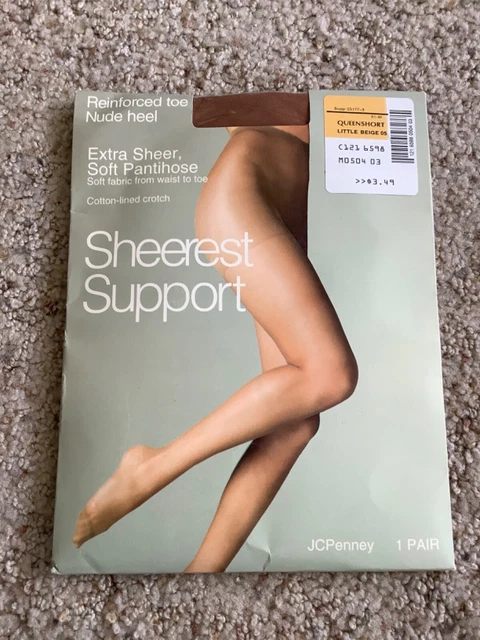 Reinforced toe
Nude heel
Extra Sheer,
Soft Pantihose
Soft fabric from waist to toe
Cotton-lined crotch
Sheerest
Support
QUEENSHORT
LITTLE BEIGE 05
C121 6598
M0504 03
>>$3.49
JCPenney 1 PAIR